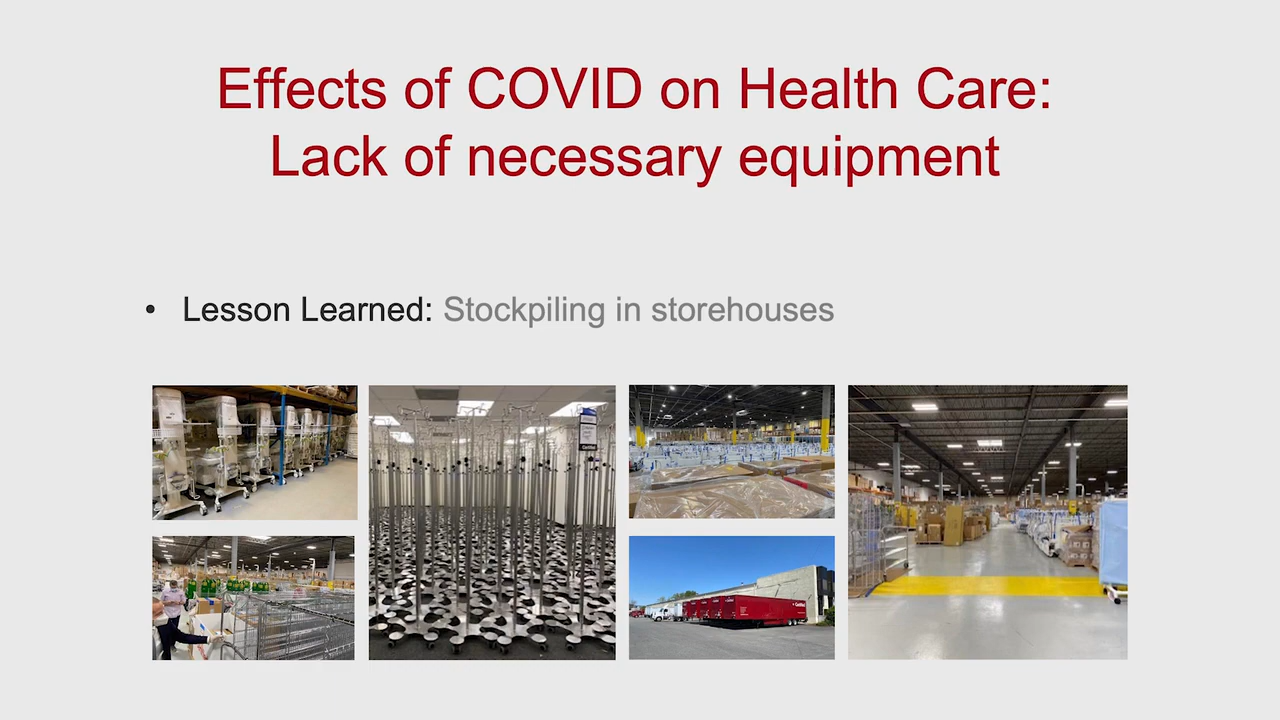 Effects of COVID on Health Care:
Lack of necessary equipment
• Lesson Learned: Stockpiling in storehouses